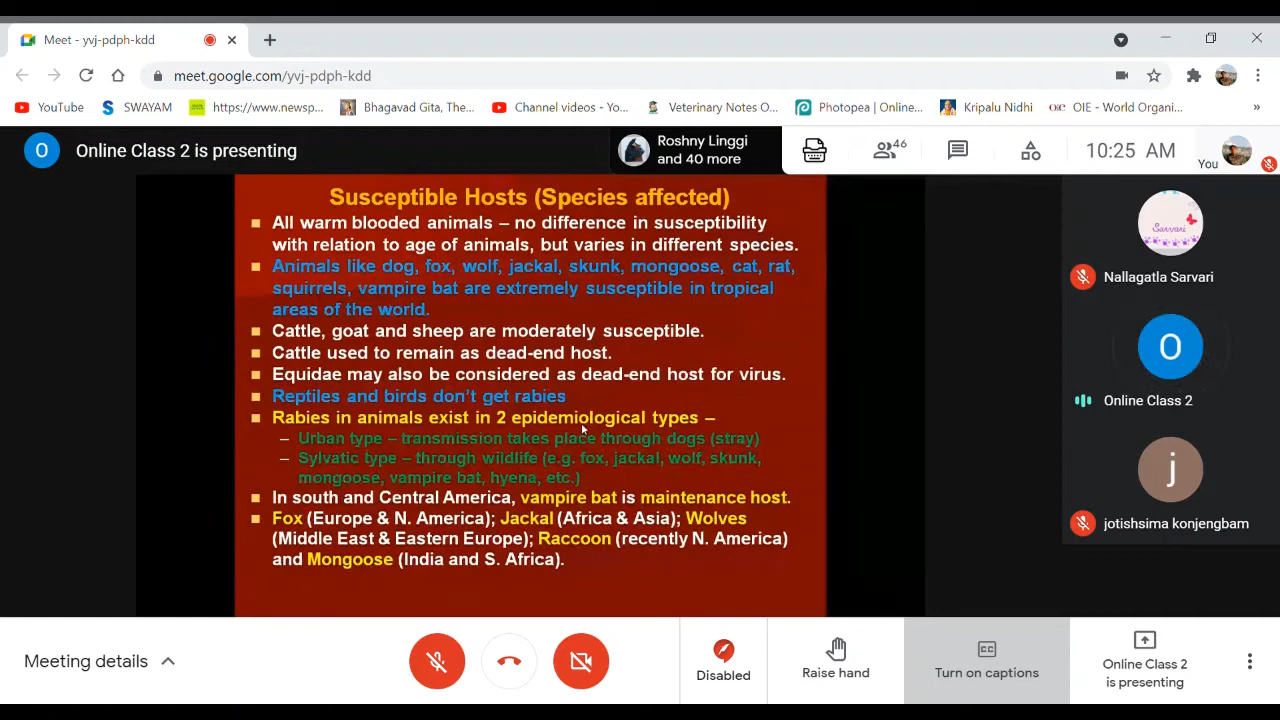 Meet - yvj-pdph-kdd
meet.google.com/yvj-pdph-kdd
YouTube
SWAYAM
https://www.newsp...
Bhagavad Gita, The...
Channel videos - Yo...
Veterinary Notes O...
Photopea | Online...
Kripalu Nidhi
OIE - World Organi...
»
O
Online Class 2 is presenting
Roshny Linggi
and 40 more
46
10:25 AM
You
Susceptible Hosts (Species affected)
All warm blooded animals – no difference in susceptibility
with relation to age of animals, but varies in different species.
Animals like dog, fox, wolf, jackal, skunk, mongoose, cat, rat,
squirrels, vampire bat are extremely susceptible in tropical
areas of the world.
Cattle, goat and sheep are moderately susceptible.
Cattle used to remain as dead-end host.
Equidae may also be considered as dead-end host for virus.
Reptiles and birds don't get rabies
Rabies in animals exist in 2 epidemiological types –
– Urban type – transmission takes place through dogs (stray)
– Sylvatic type – through wildlife (e.g. fox, jackal, wolf, skunk,
mongoose, vampire bat, hyena, etc.)
In south and Central America, vampire bat is maintenance host.
Fox (Europe & N. America); Jackal (Africa & Asia); Wolves
(Middle East & Eastern Europe); Raccoon (recently N. America)
and Mongoose (India and S. Africa).
Sarvari
Nallagatla Sarvari
O
Online Class 2
j
jotishsima konjengbam
Meeting details
Disabled
Raise hand
CC
Turn on captions
Online Class 2
is presenting